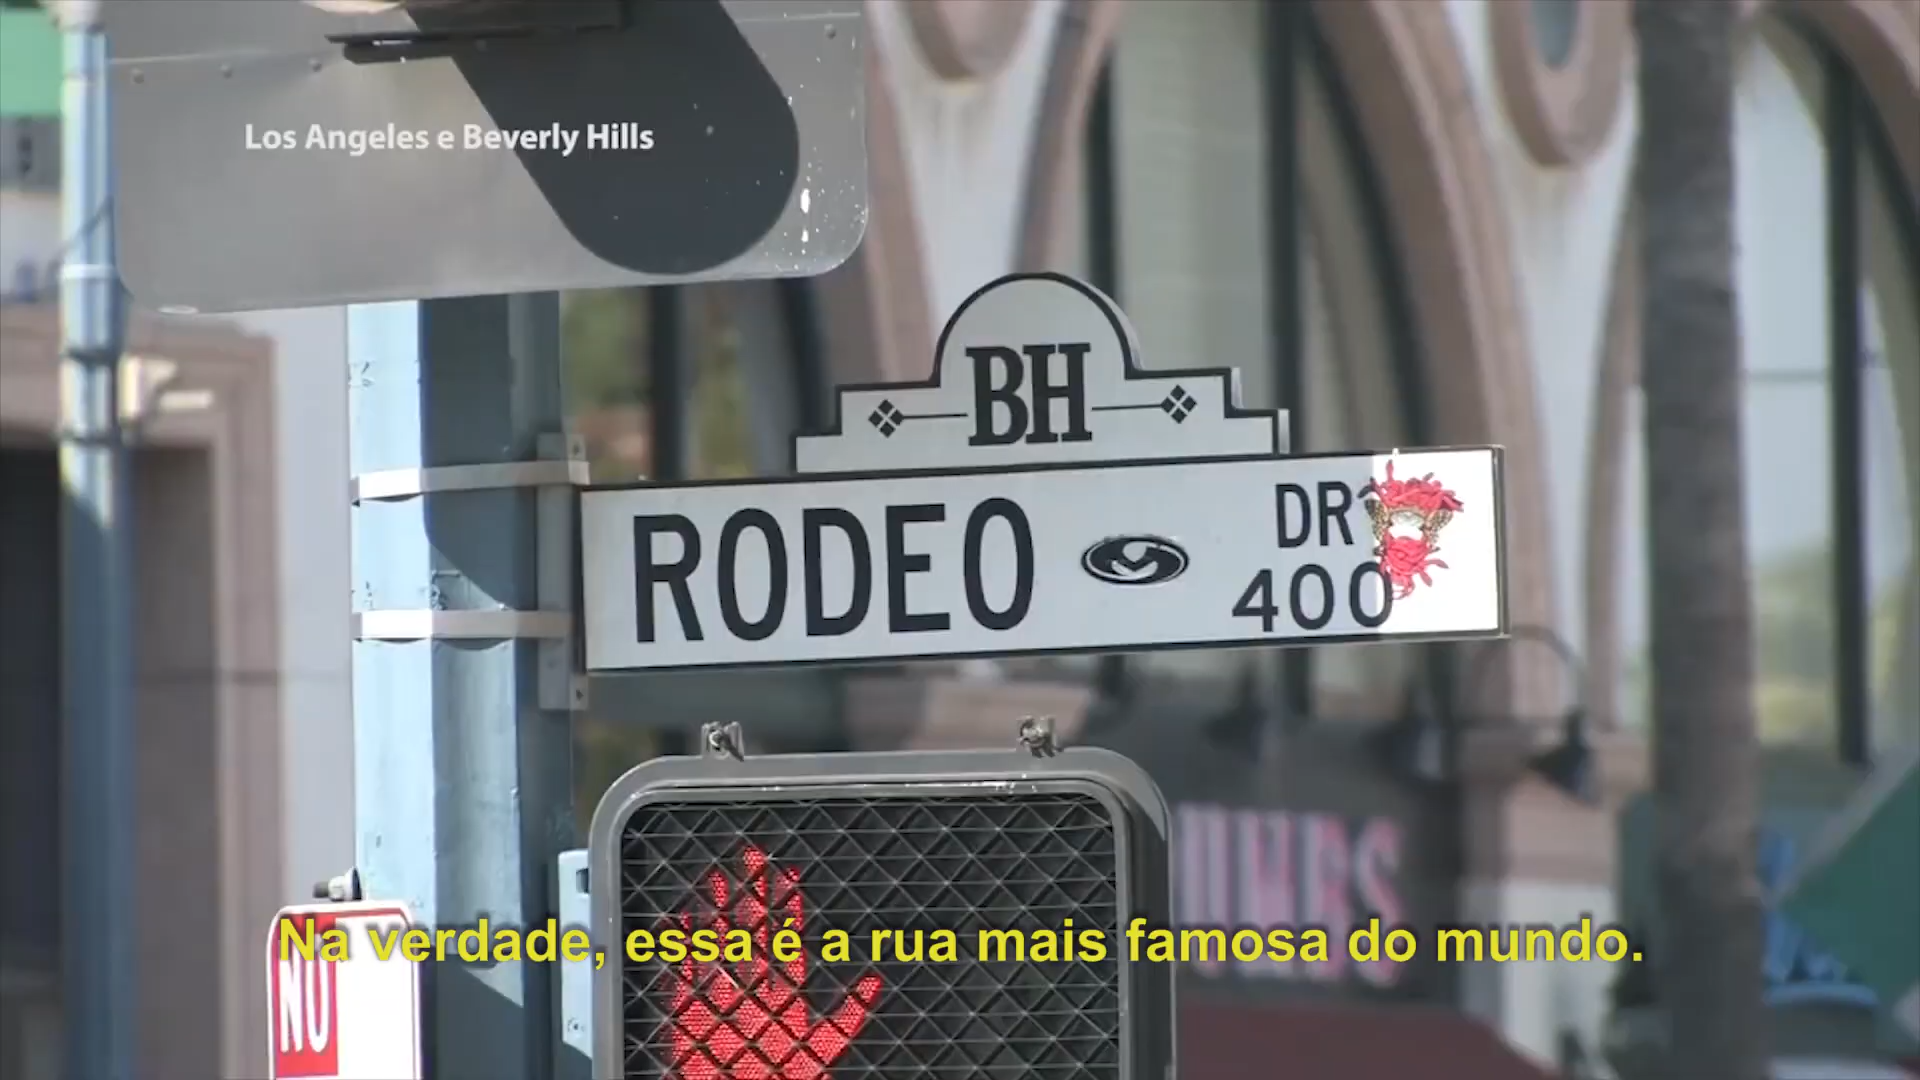 Los Angeles e Beverly Hills
BH
RODEO
DR
400
Na verdade, essa é a rua mais famosa do mundo.
NO